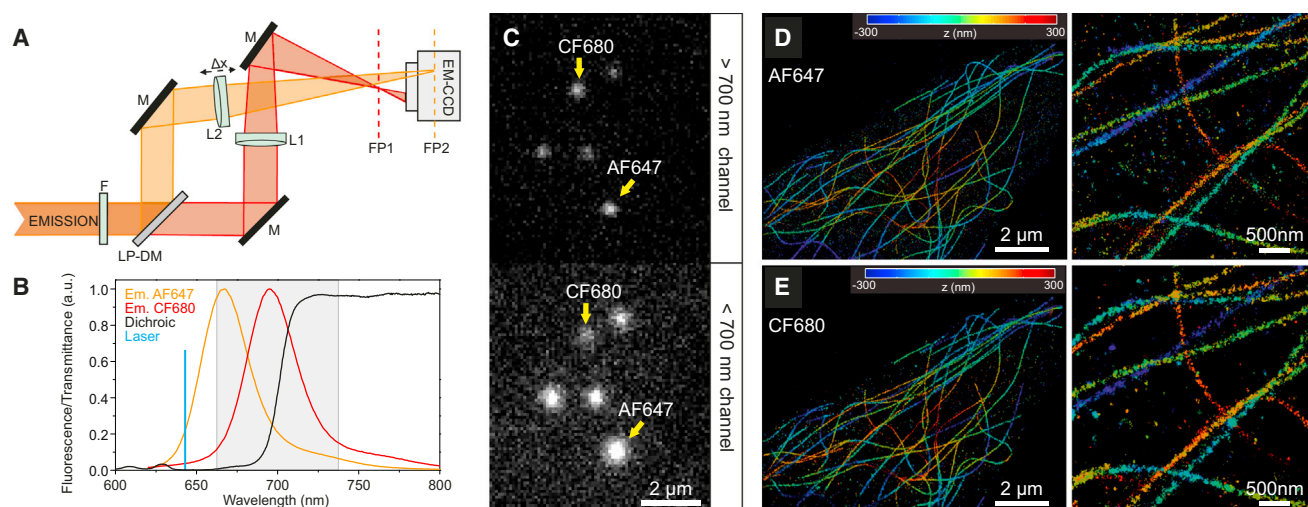 A
M
Δx
M
L2
L1
EM-CCD
FP1
FP2
F
EMISSION
LP-DM
M
B
Fluorescence/Transmittance (a.u.)
1.0
0.8
0.6
0.4
0.2
0.0
Em. AF647
Em. CF680
Dichroic
Laser
600
650
700
750
800
Wavelength (nm)
C
CF680
AF647
> 700 nm channel
CF680
AF647
2 μm
< 700 nm channel
D
AF647
-300 z (nm) 300
2 μm
500nm
E
CF680
-300 z (nm) 300
2 μm
500nm